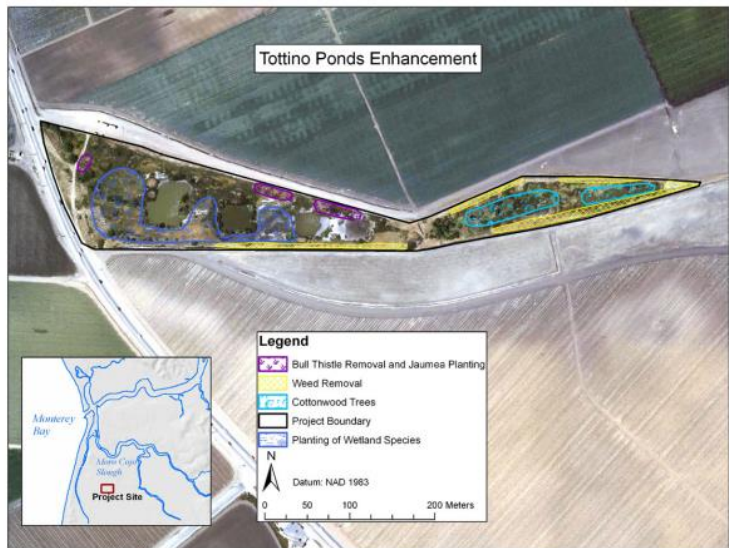 Tottino Ponds Enhancement
Legend
Bull Thistle Removal and Jaumea Planting
Weed Removal
Cottonwood Trees
Project Boundary
Planting of Wetland Species
N
Datum: NAD 1983
0 50 100 200 Meters
Monterey
Bay
Moro Cojo
Slough
Project Site